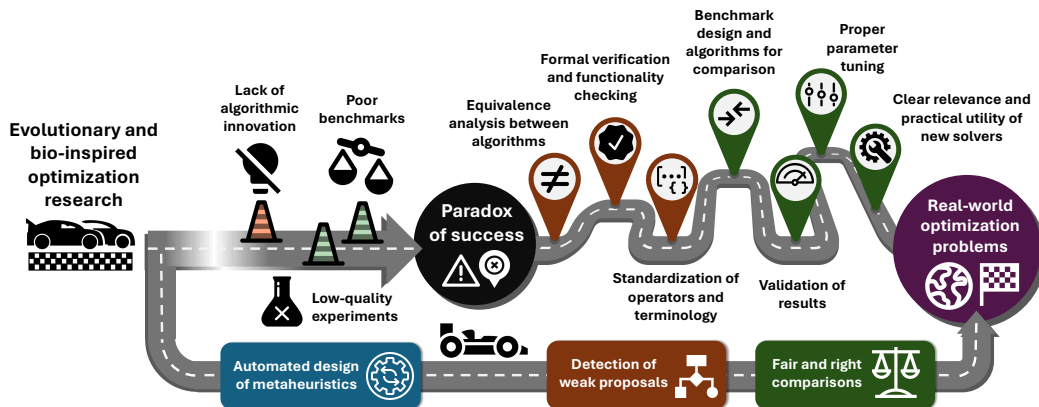 Evolutionary and
bio-inspired
optimization
research
Lack of
algorithmic
innovation
Poor
benchmarks
Low-quality
experiments
Paradox
of success
Equivalence
analysis between
algorithms
Formal verification
and functionality
checking
Standardization of
operators and
terminology
Benchmark
design and
algorithms for
comparison
Validation
of results
Proper
parameter
tuning
Clear relevance and
practical utility of
new solvers
Real-world
optimization
problems
Automated design
of metaheuristics
Detection of
weak proposals
Fair and right
comparisons